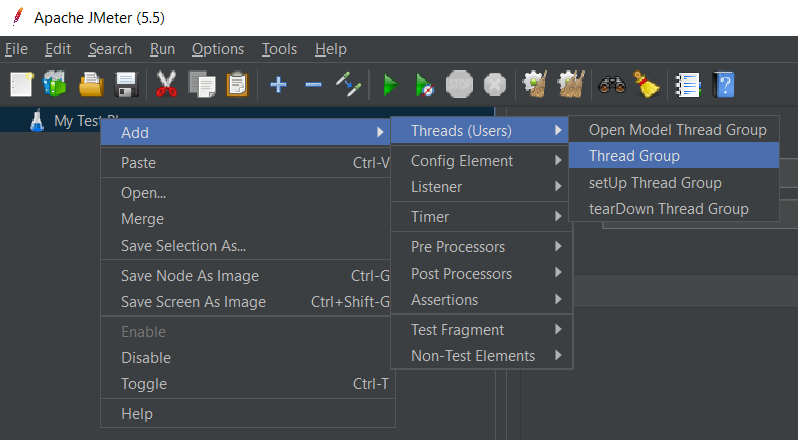 Apache JMeter (5.5)
File Edit Search Run Options Tools Help
STOP
?
My Test
Add
Paste Ctrl-V
Open...
Merge
Save Selection As...
Save Node As Image Ctrl-G
Save Screen As Image Ctrl+Shift-G
Enable
Disable
Toggle Ctrl-T
Help
Threads (Users)
Config Element
Listener
Timer
Pre Processors
Post Processors
Assertions
Test Fragment
Non-Test Elements
Open Model Thread Group
Thread Group
setUp Thread Group
tearDown Thread Group